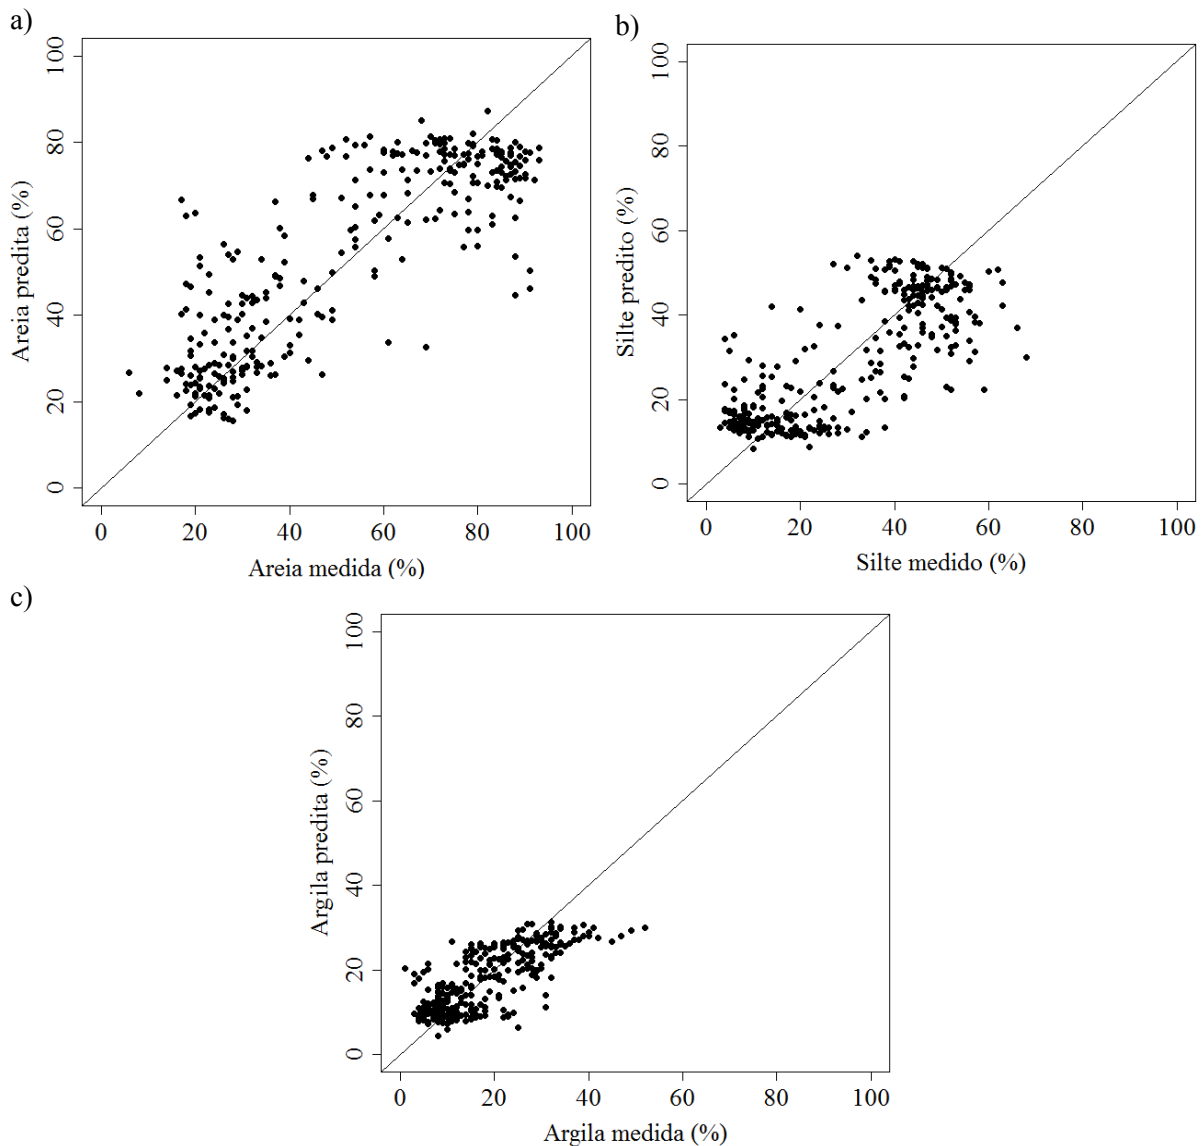 a)
100
80
60
40
20
0
Areia predita (%)
0 20 40 60 80 100
Areia medida (%)
b)
100
80
60
40
20
0
Silte predito (%)
0 20 40 60 80 100
Silte medido (%)
c)
100
80
60
40
20
0
Argila predita (%)
0 20 40 60 80 100
Argila medida (%)